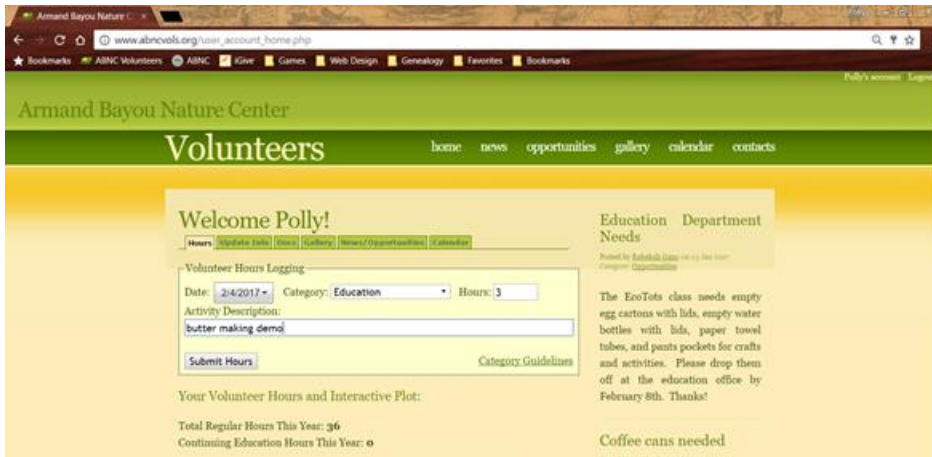 Armand Bayou Nature C
www.abncvols.org/user_account_home.php
Bookmarks ABNC Volunteers ABNC iGive Games Web Design Genealogy Favorites Bookmarks
Polly's account Logou
Armand Bayou Nature Center
Volunteers home news opportunities gallery calendar contacts
Welcome Polly!
Hours Update Info Docs Gallery News/Opportunities Calendar
Volunteer Hours Logging
Date: 2/4/2017 Category: Education Hours: 3
Activity Description:
butter making demo
Submit Hours Category Guidelines
Your Volunteer Hours and Interactive Plot:
Total Regular Hours This Year: 36
Continuing Education Hours This Year: 0
Education Department
Needs
Posted by Rebekah
Category: Opportunities
The EcoTots class needs empty
egg cartons with lids, empty water
bottles with lids, paper towel
tubes, and pants pockets for crafts
and activities. Please drop them
off at the education office by
February 8th. Thanks!
Coffee cans needed